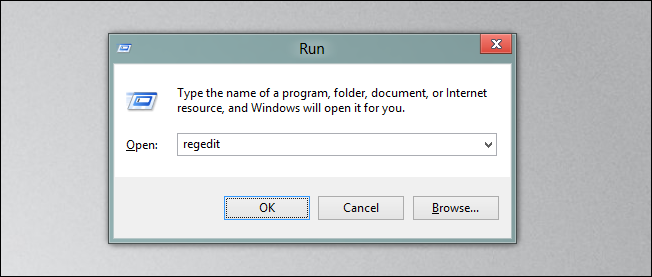 Run
Type the name of a program, folder, document, or Internet
resource, and Windows will open it for you.
Open: regedit
OK Cancel Browse...